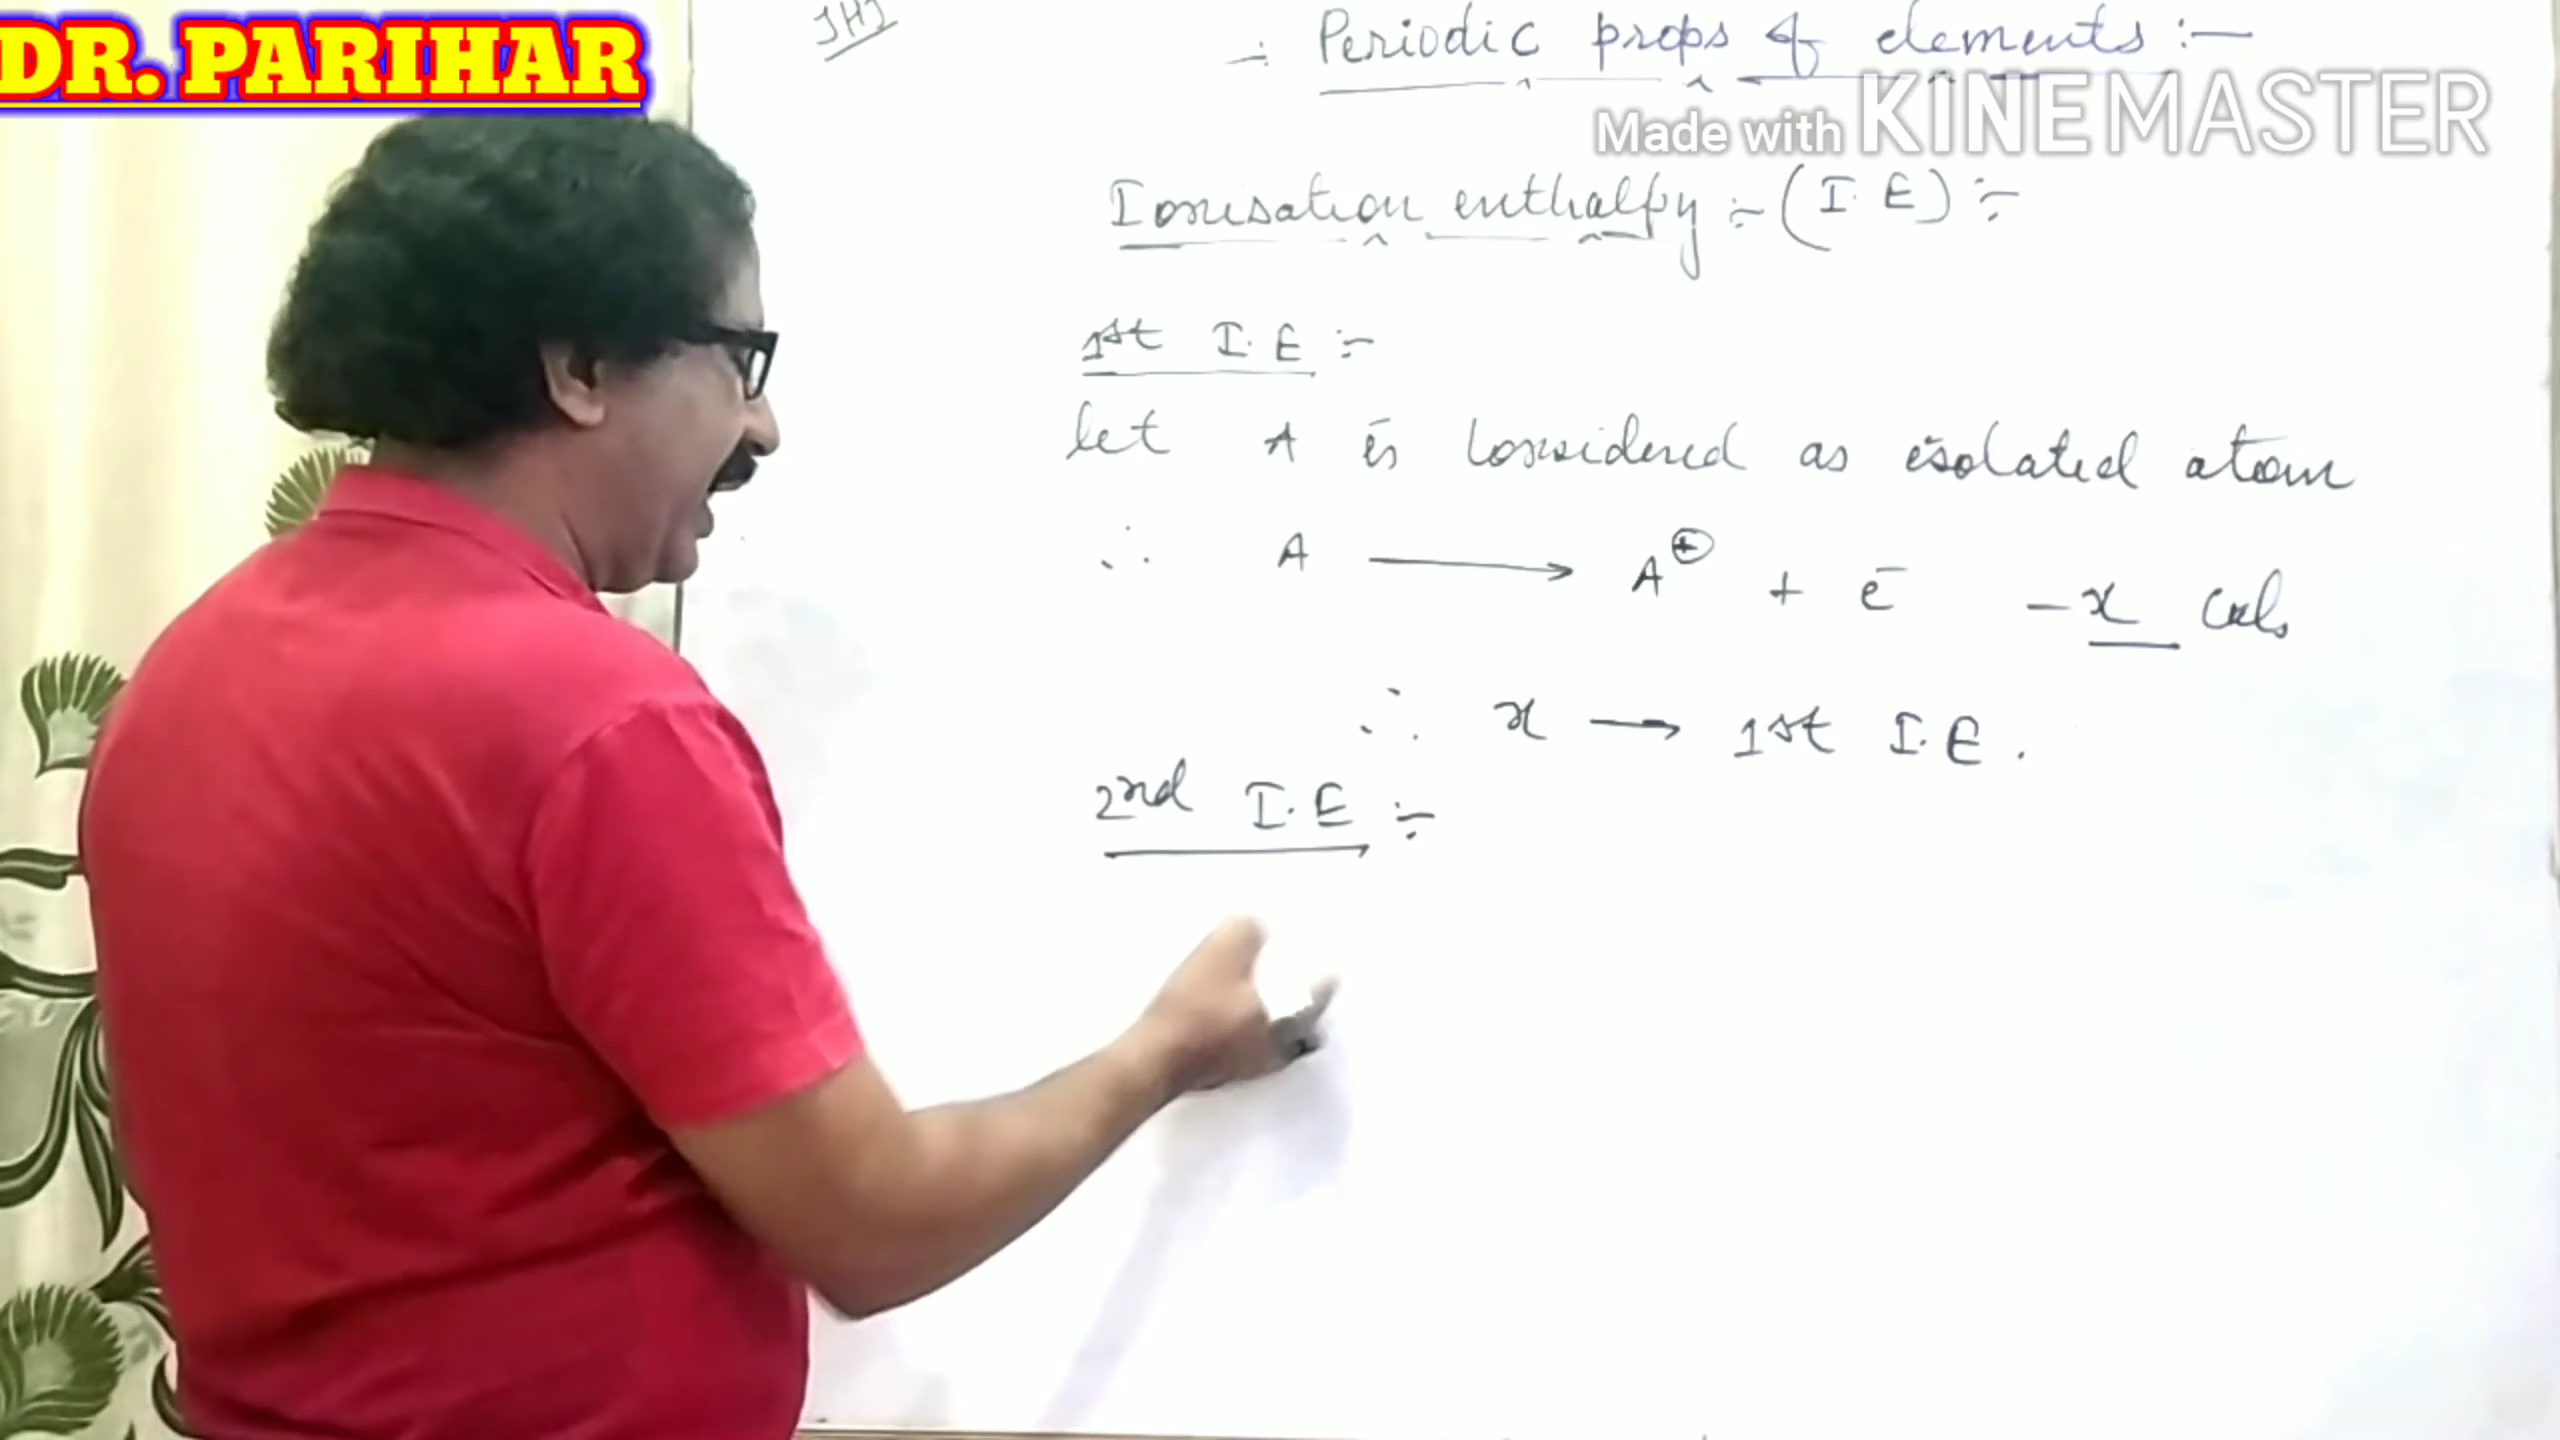 DR. PARIHAR
:- Periodic props of elements :-
Made with KINEMASTER
Ionisation enthalpy :- (I.E) :-
1st I.E :-
let A is considered as isolated atom
∴ A ⟶ A⊕ + e⁻ -x Cals
∴ x → 1st I.E.
2nd I.E :-